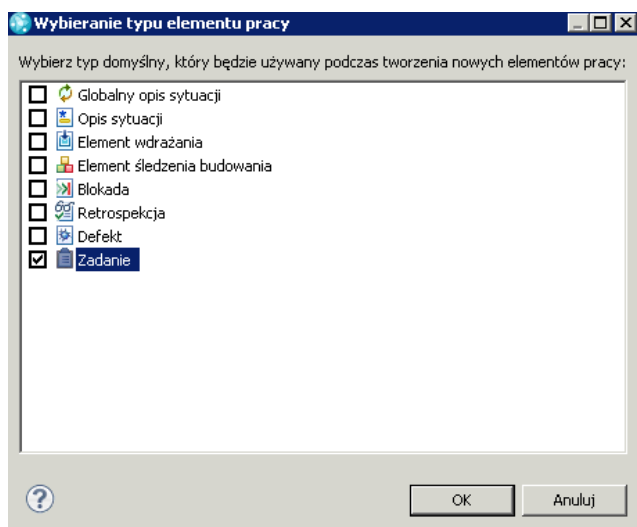 Wybieranie typu elementu pracy
Wybierz typ domyślny, który będzie używany podczas tworzenia nowych elementów pracy:
Globalny opis sytuacji
Opis sytuacji
Element wdrażania
Element śledzenia budowania
Blokada
Retrospekcja
Defekt
Zadanie
?
OK Anuluj